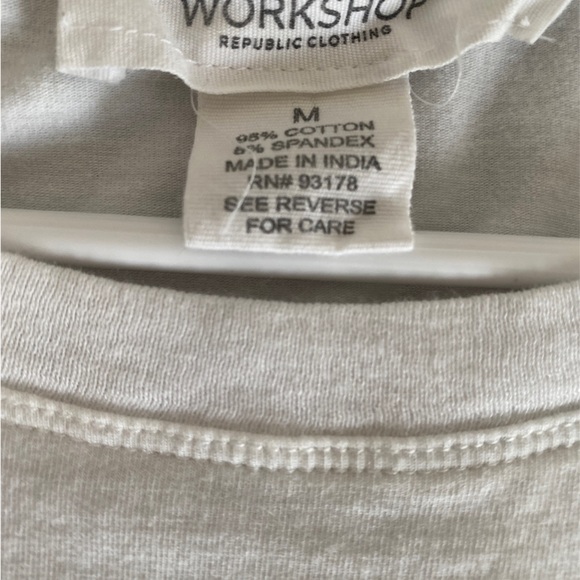 WORKSHOP
REPUBLIC CLOTHING
M
95% COTTON
5% SPANDEX
MADE IN INDIA
RN# 93178
SEE REVERSE
FOR CARE